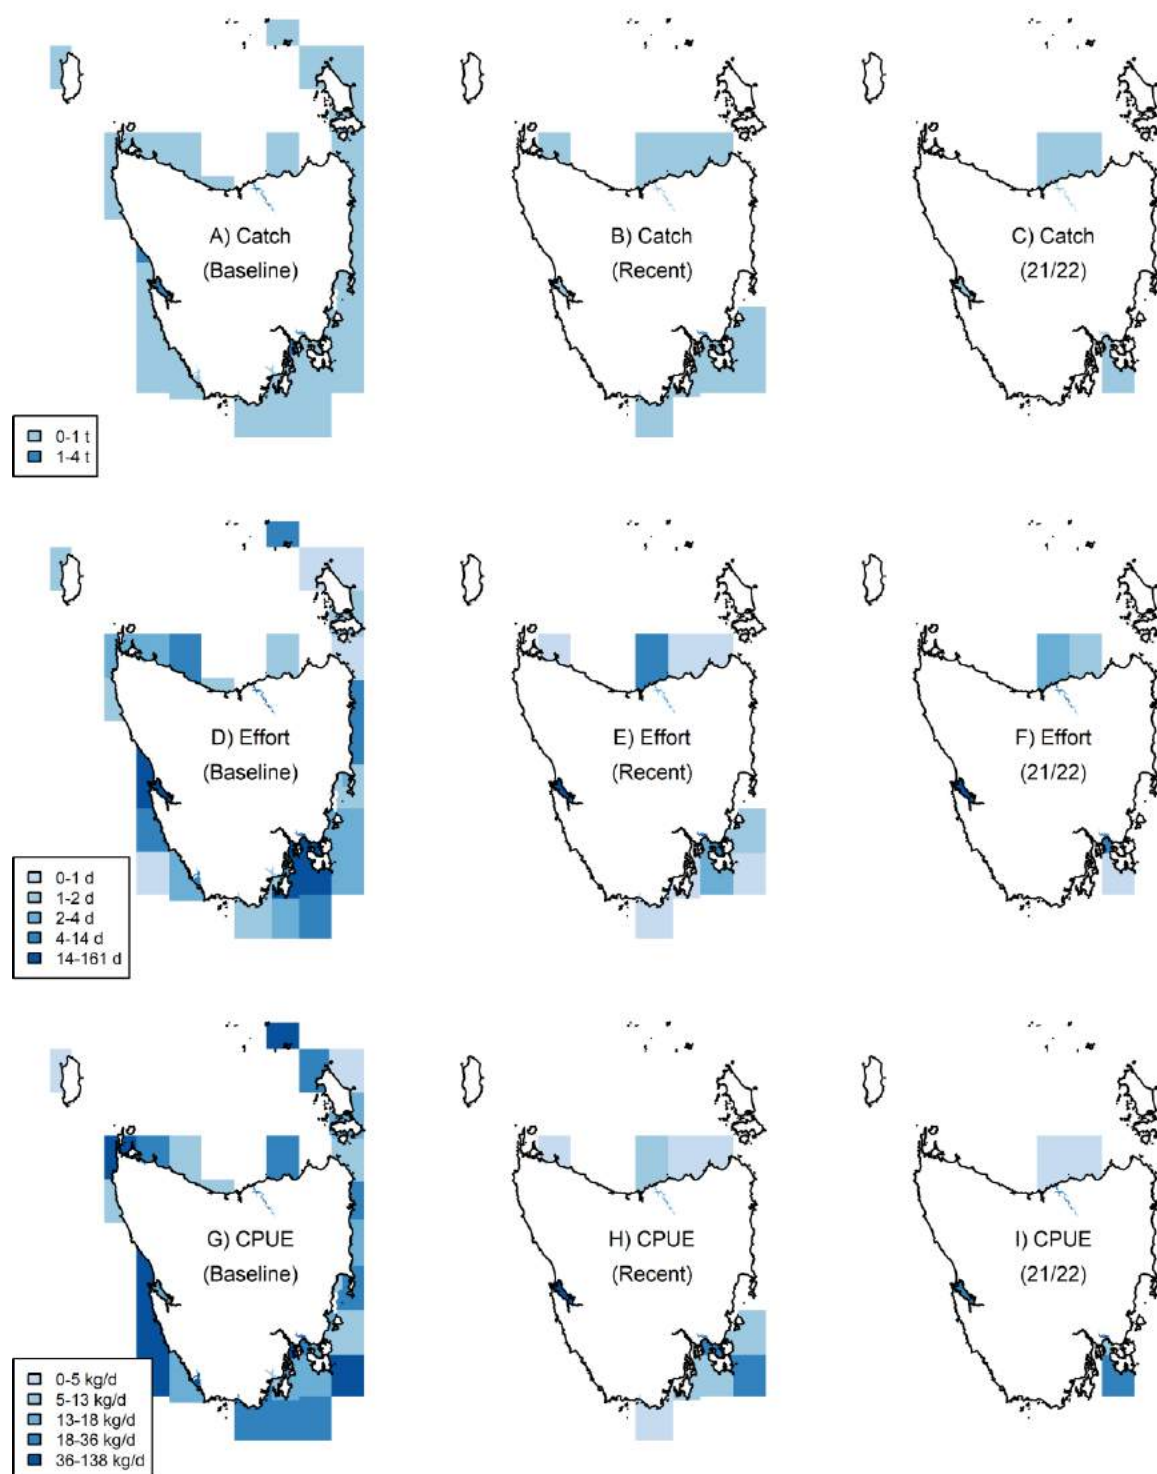 A) Catch
(Baseline)
B) Catch
(Recent)
C) Catch
(21/22)
0-1 t
1-4 t
D) Effort
(Baseline)
E) Effort
(Recent)
F) Effort
(21/22)
0-1 d
1-2 d
2-4 d
4-14 d
14-161 d
G) CPUE
(Baseline)
H) CPUE
(Recent)
I) CPUE
(21/22)
0-5 kg/d
5-13 kg/d
13-18 kg/d
18-36 kg/d
36-138 kg/d